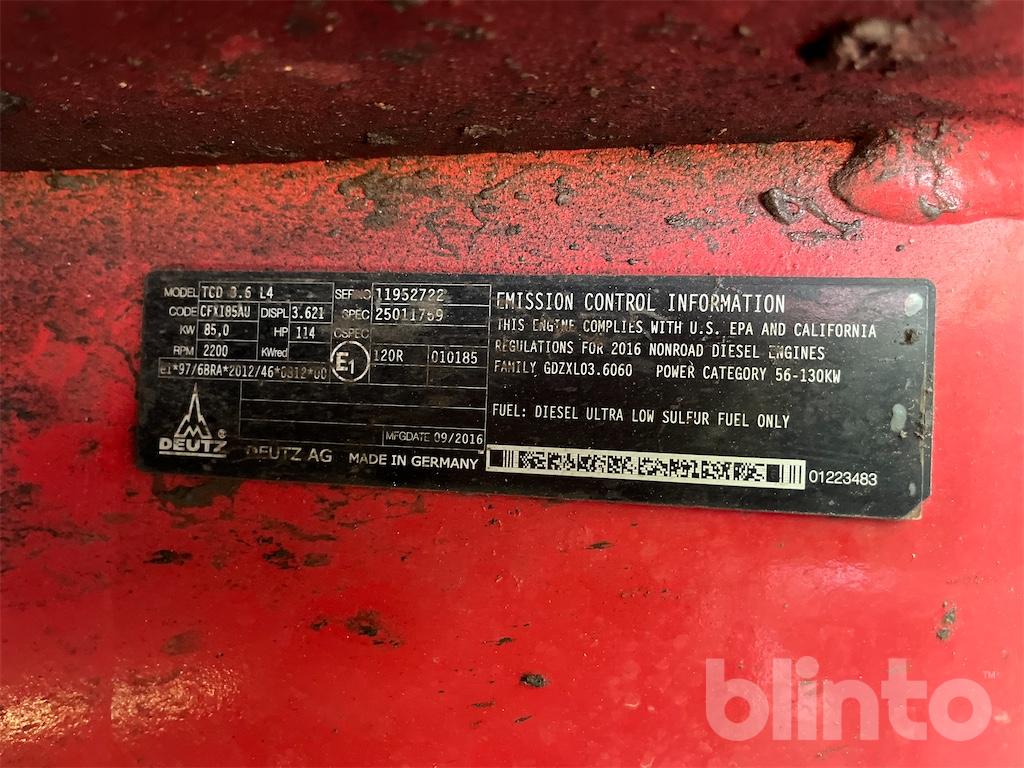 MODEL TCD 3.6 L4 SERNO 11952722
CODE DISPL 3.621 SPEC 25011769
KW 85,0 HP 114 CSPEC
RPM 2200 KWred E1 120R 010185
e1*97/68RA*2012/46*0812*00
DEUTZ
MFGDATE 09/2016
DEUTZ AG MADE IN GERMANY
EMISSION CONTROL INFORMATION
THIS ENGINE COMPLIES WITH U.S. EPA AND CALIFORNIA
REGULATIONS FOR 2016 NONROAD DIESEL ENGINES
FAMILY GDZXL03.6060 POWER CATEGORY 56-130KW
FUEL: DIESEL ULTRA LOW SULFUR FUEL ONLY
01223483
blinto™